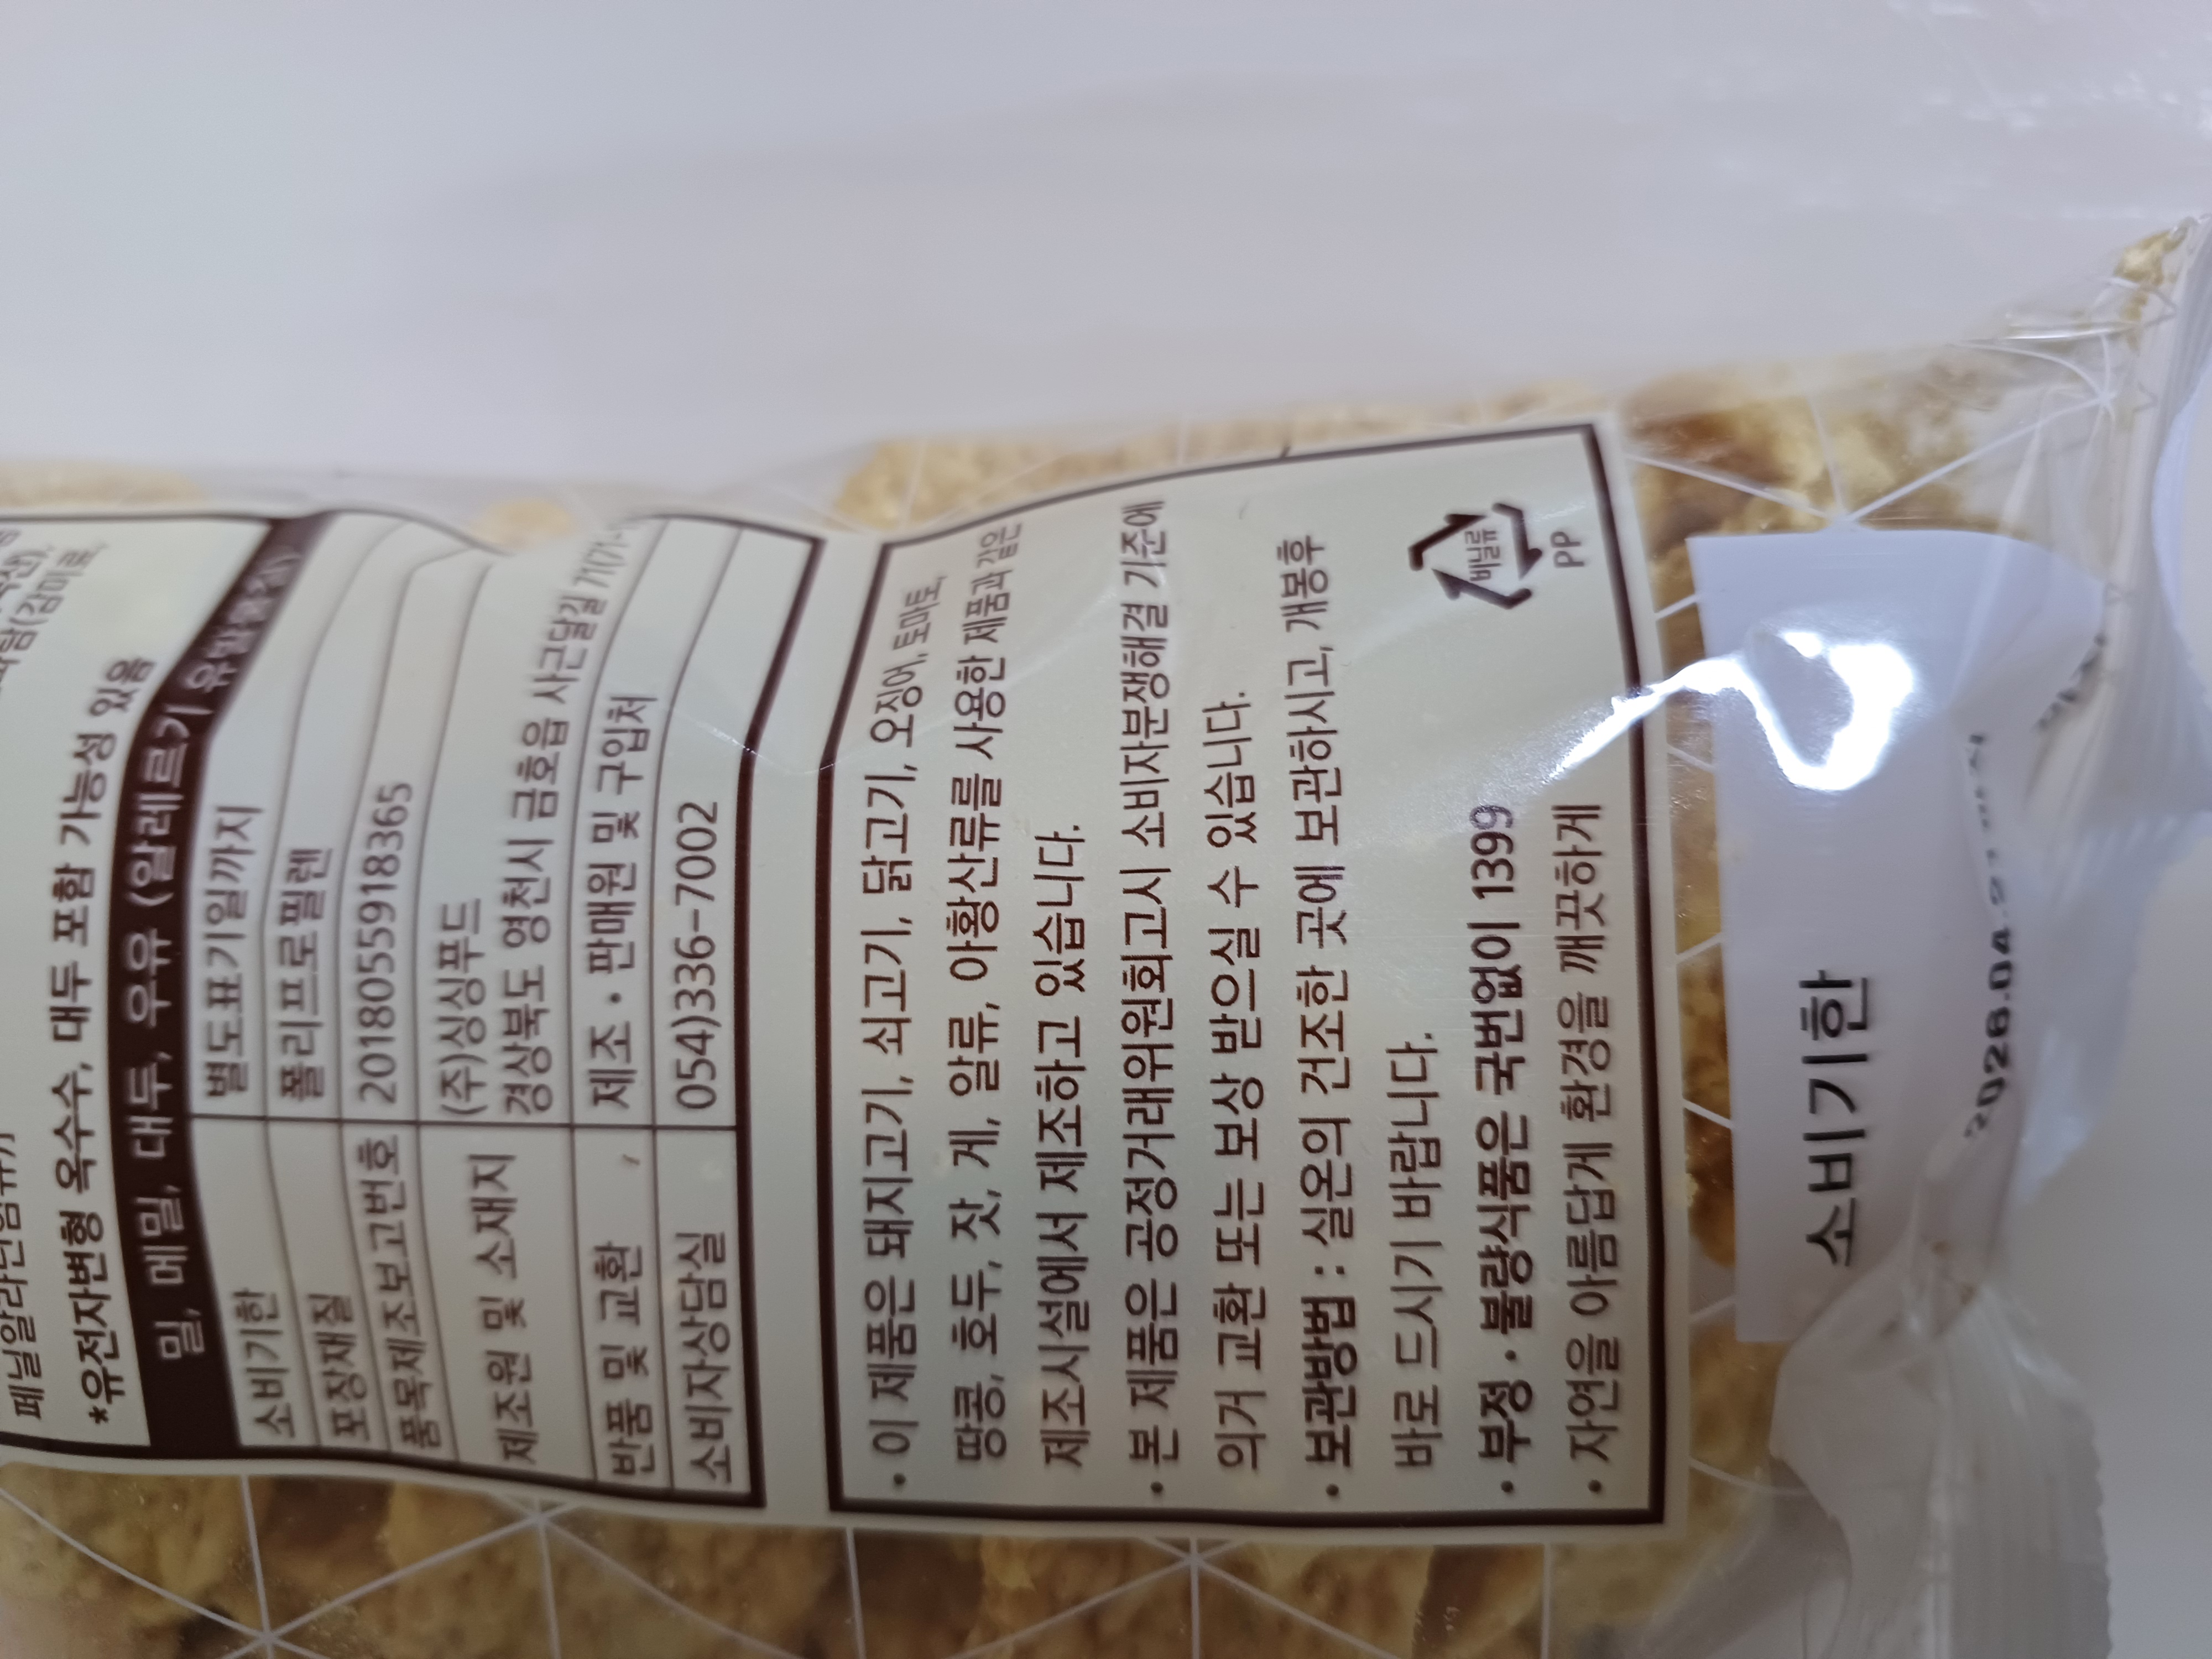 *유전자변형 옥수수, 대두 포함 가능성 있음
밀, 메밀, 대두, 우유 (알레르기 유발물질)
소비기한 별도표기일까지
포장재질 폴리프로필렌
품목제조보고번호 2018055918365
제조원 및 소재지 (주)싱싱푸드
경상북도 영천시 금호읍 사근달길 71(71-
반품 및 교환 제조·판매원 및 구입처
소비자상담실 054)336-7002
· 이 제품은 돼지고기, 쇠고기, 닭고기, 오징어, 토마토,
땅콩, 호두, 잣, 게, 알류, 아황산류를 사용한 제품과 같은
제조시설에서 제조하고 있습니다.
· 본 제품은 공정거래위원회고시 소비자분쟁해결 기준에
의거 교환 또는 보상 받으실 수 있습니다.
· 보관방법 : 실온의 건조한 곳에 보관하시고, 개봉후
바로 드시기 바랍니다.
· 부정·불량식품은 국번없이 1399
· 자연을 아름답게 환경을 깨끗하게
비닐류
PP
소비기한
2026.04.27